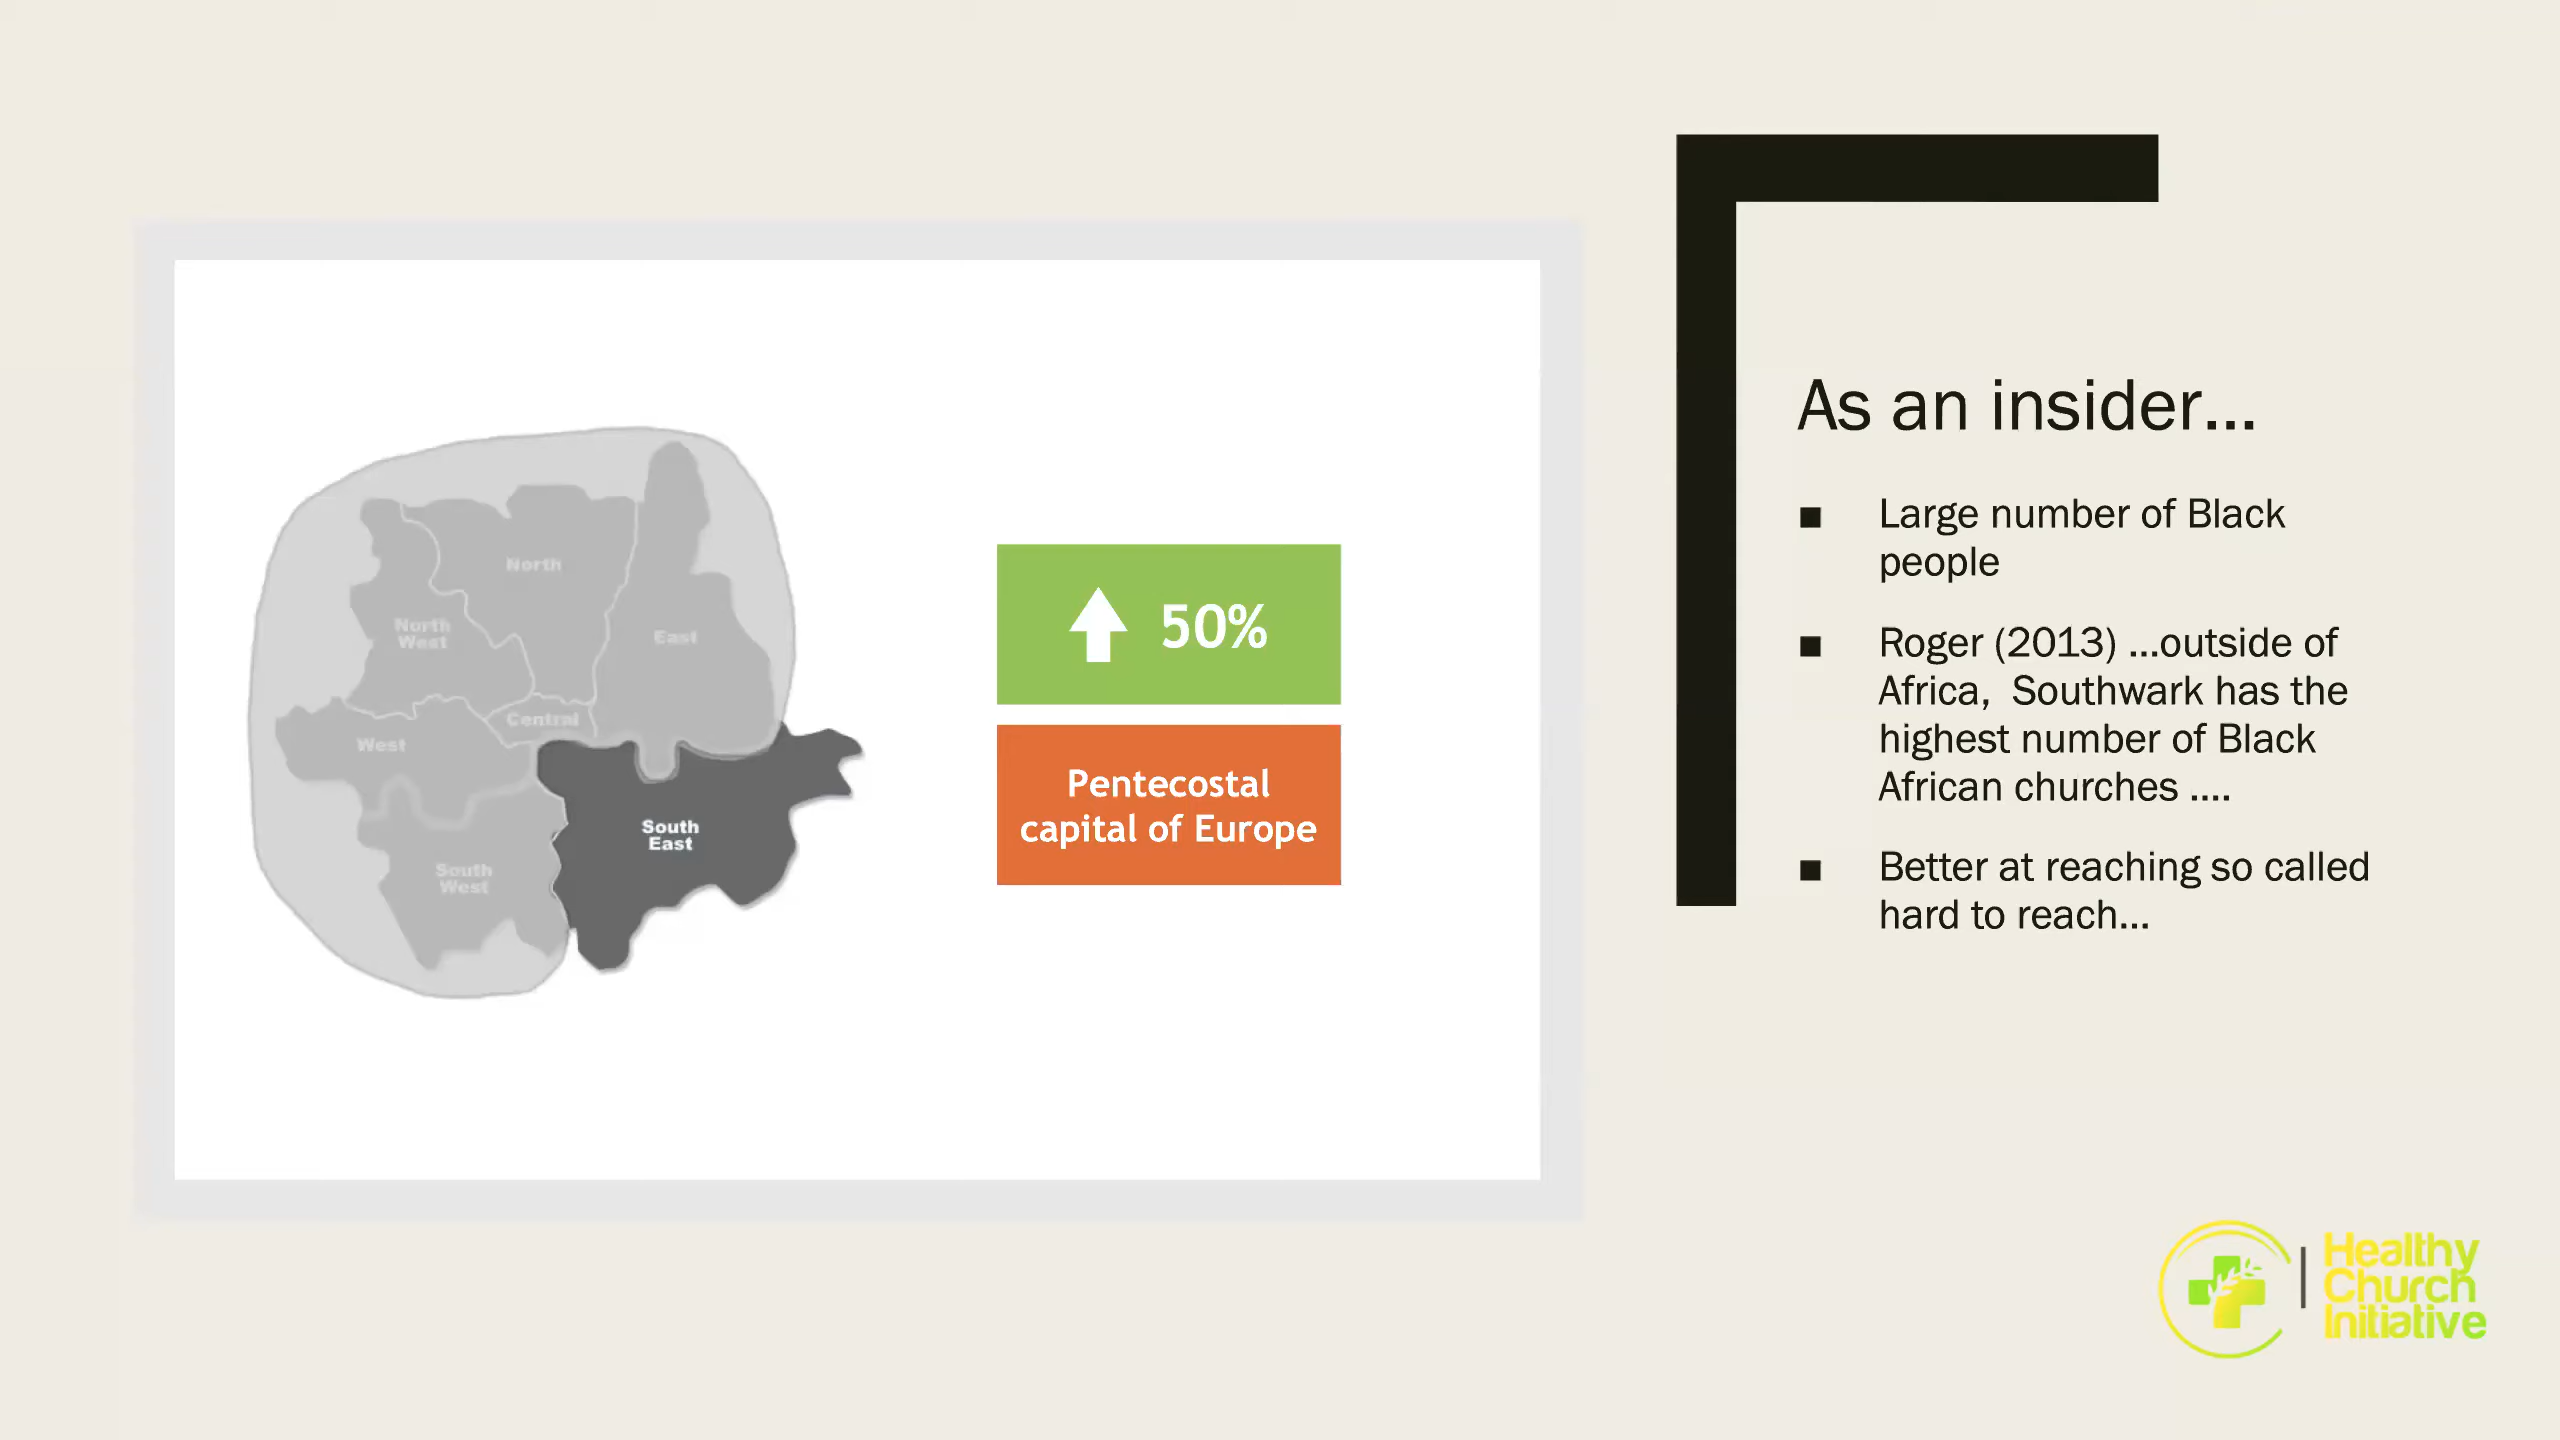 North
North
West
East
Central
West
South
East
South
West
50%
Pentecostal
capital of Europe
As an insider...
■ Large number of Black
people
■ Roger (2013) ...outside of
Africa,  Southwark has the
highest number of Black
African churches ....
■ Better at reaching so called
hard to reach...
Healthy
Church
Initiative